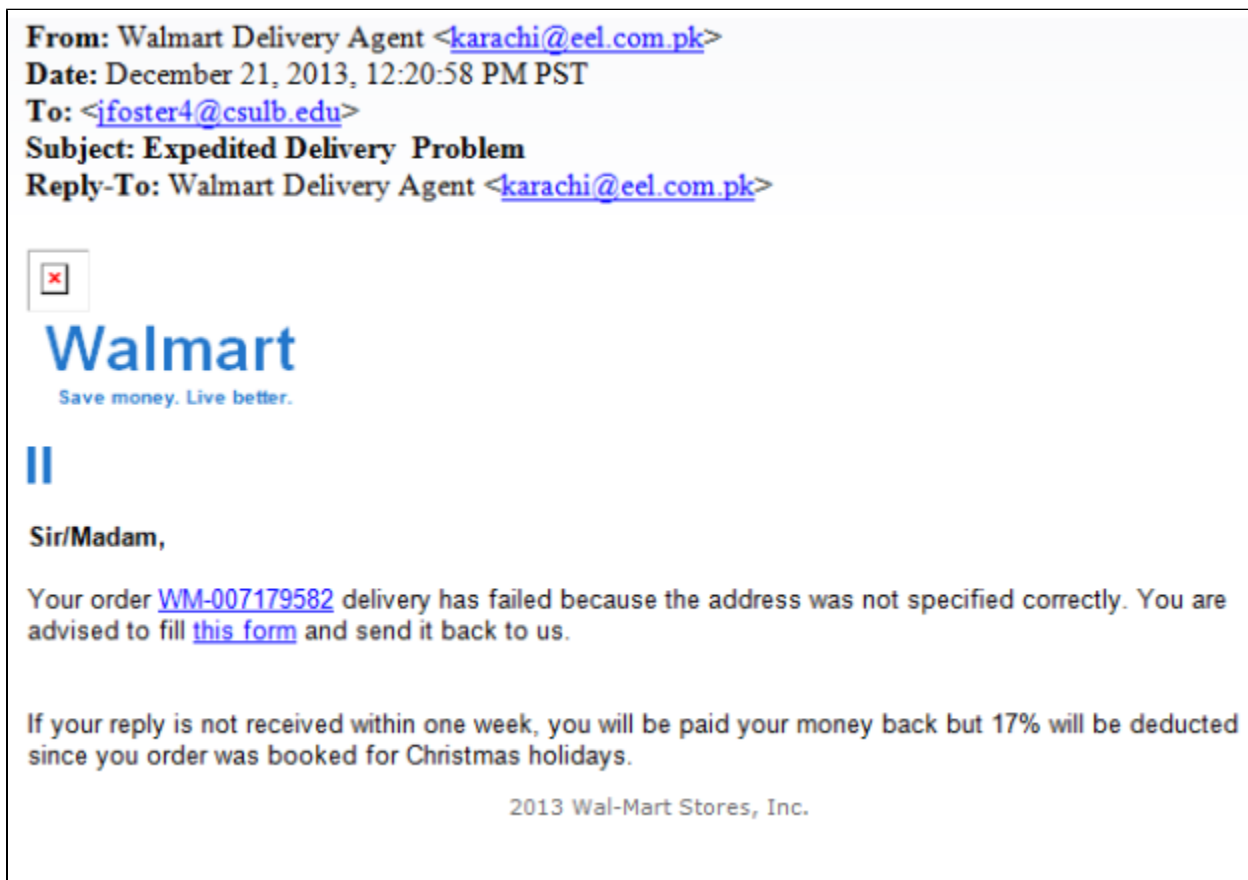 From: Walmart Delivery Agent <karachi@eel.com.pk>
Date: December 21, 2013, 12:20:58 PM PST
To: <jfoster4@csulb.edu>
Subject: Expedited Delivery  Problem
Reply-To: Walmart Delivery Agent <karachi@eel.com.pk>
Walmart
Save money. Live better.
||
Sir/Madam,
Your order WM-007179582 delivery has failed because the address was not specified correctly. You are
advised to fill this form and send it back to us.
If your reply is not received within one week, you will be paid your money back but 17% will be deducted
since you order was booked for Christmas holidays.
2013 Wal-Mart Stores, Inc.